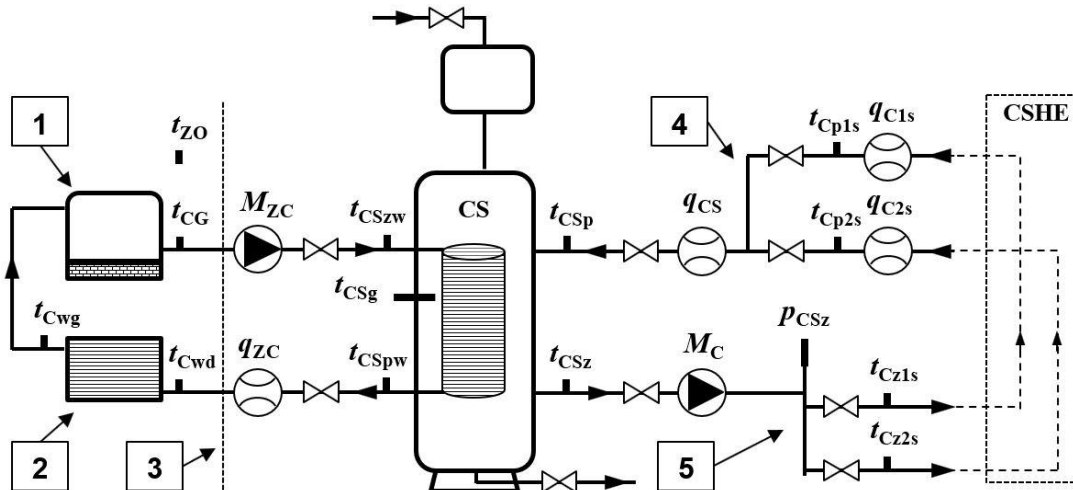 1
t_ZO
4
t_Cp1s
q_C1s
CSHE
t_CG
M_ZC
t_CSzw
CS
t_CSp
q_CS
t_Cp2s
q_C2s
t_CSg
t_Cwg
p_CSz
t_Cwd
q_ZC
t_CSpw
t_CSz
M_C
t_Cz1s
2
3
5
t_Cz2s